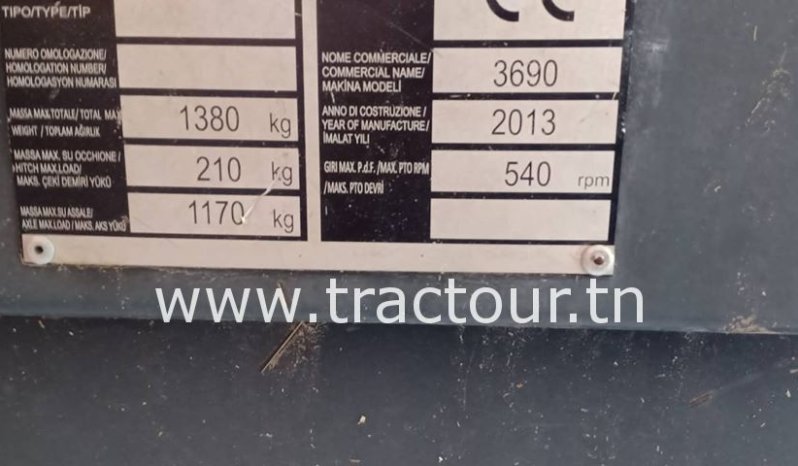 TIPO/TYPE/TİP
NUMERO OMOLOGAZIONE/
HOMOLOGATION NUMBER/
HOMOLOGASYON NUMARASI
MASSA MAX.TOTALE/ TOTAL MAX
WEIGHT / TOPLAM AĞIRLIK
1380 kg
MASSA MAX. SU OCCHIONE /
HITCH MAX.LOAD/
MAKS. ÇEKİ DEMİRİ YÜKÜ
210 kg
MASSA MAX.SU ASSALE/
AXLE MAX.LOAD / MAKS. AKS YÜKÜ
1170 kg
CE
NOME COMMERCIALE/
COMMERCIAL NAME/
MAKİNA MODELİ
3690
ANNO DI COSTRUZIONE /
YEAR OF MANUFACTURE/
İMALAT YILI
2013
GIRI MAX. P.d.F. /MAX. PTO RPM
/MAKS. PTO DEVRİ
540 rpm
www.tractour.tn